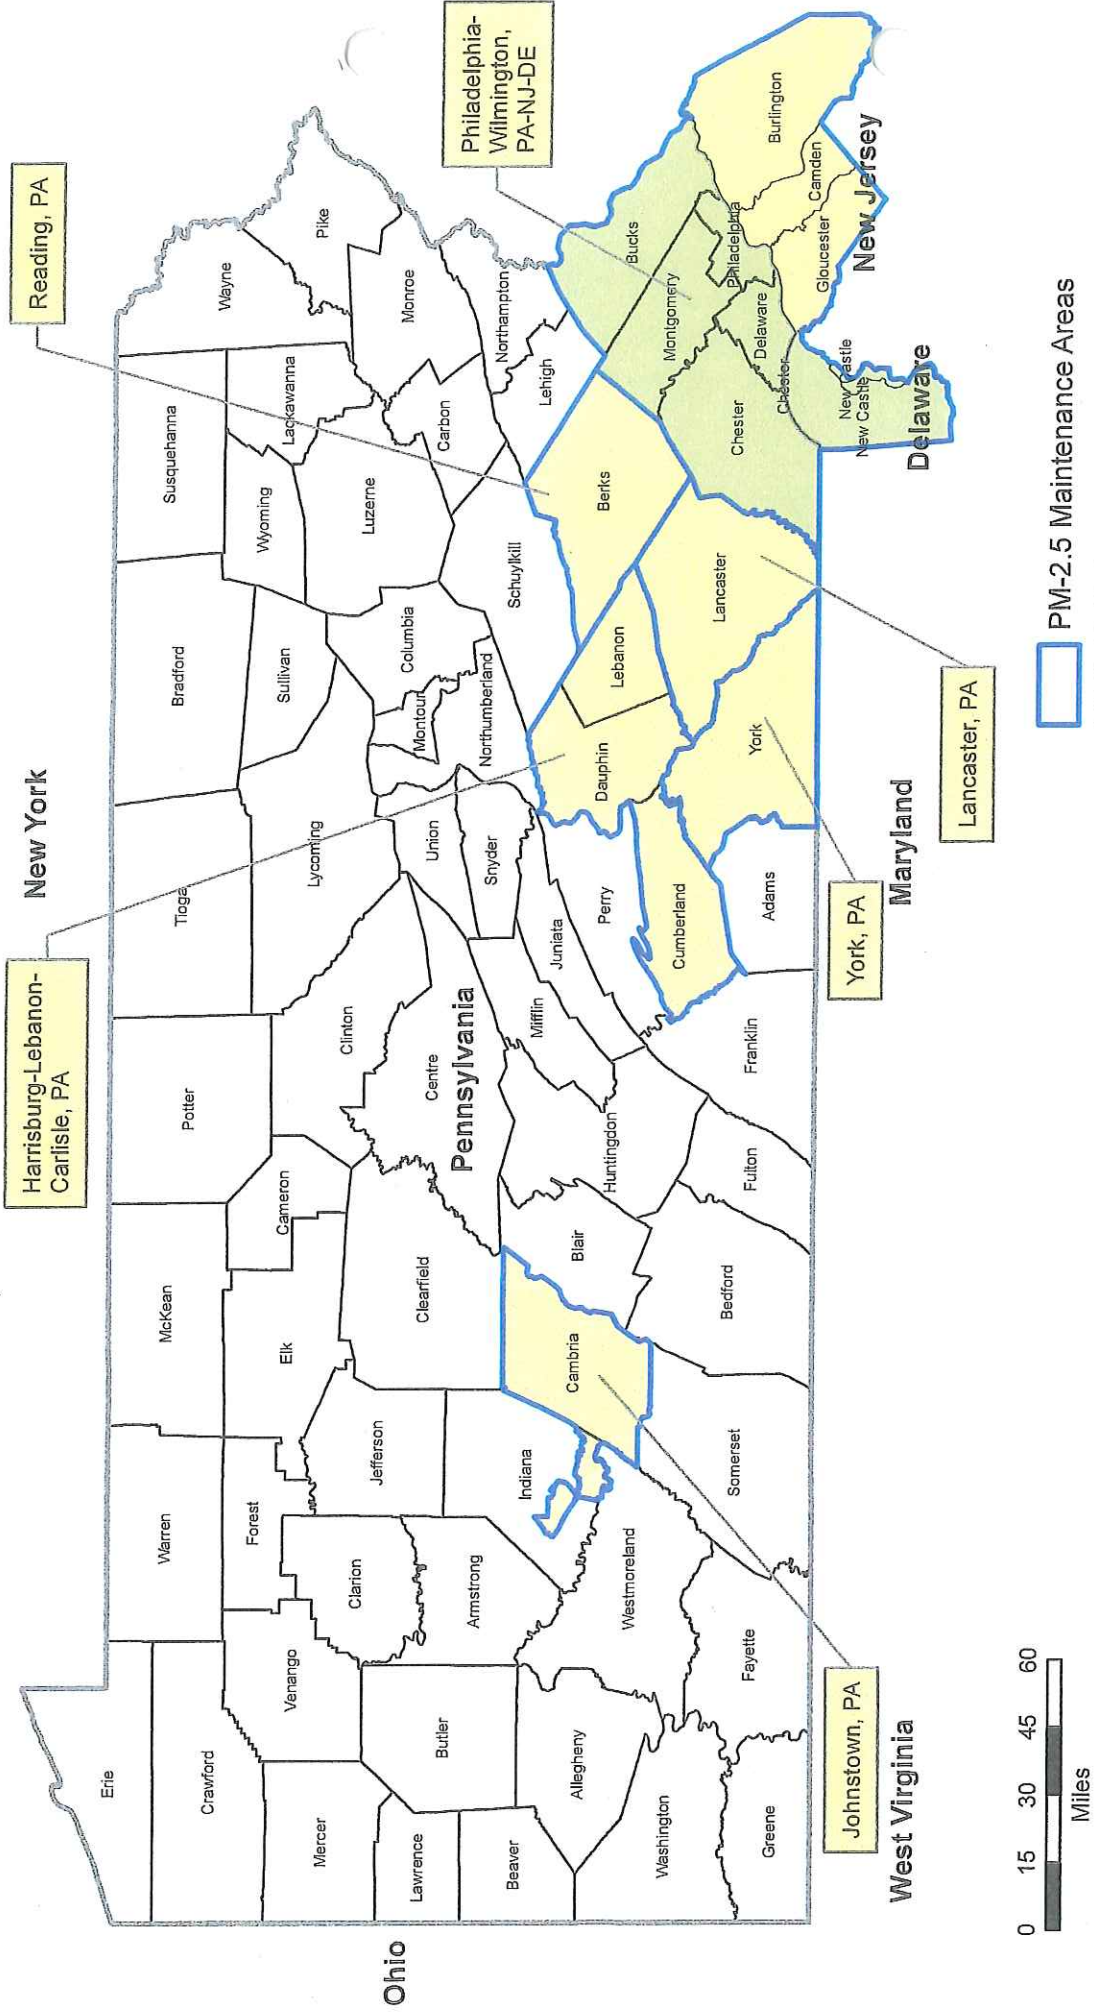 New York
Harrisburg-Lebanon-
Carlisle, PA
Reading, PA
Erie
Crawford
Warren
McKean
Potter
Tioga
Bradford
Susquehanna
Wayne
Pike
Mercer
Venango
Forest
Elk
Cameron
Clinton
Lycoming
Sullivan
Wyoming
Lackawanna
Luzerne
Monroe
Philadelphia-
Wilmington,
PA-NJ-DE
Ohio
Lawrence
Butler
Clarion
Jefferson
Clearfield
Centre
Pennsylvania
Union
Montour
Columbia
Carbon
Northampton
Lehigh
Beaver
Armstrong
Indiana
Cambria
Blair
Huntingdon
Mifflin
Juniata
Snyder
Northumberland
Schuylkill
Berks
Bucks
Allegheny
Westmoreland
Perry
Dauphin
Lebanon
Montgomery
Philadelphia
Burlington
Washington
Greene
Fayette
Somerset
Bedford
Fulton
Franklin
Cumberland
Adams
York
Lancaster
Chester
Delaware
Chester
Camden
Gloucester
New Castle
New Castle
New Jersey
Delaware
Johnstown, PA
West Virginia
York, PA
Maryland
Lancaster, PA
0 15 30 45 60
Miles
PM-2.5 Maintenance Areas